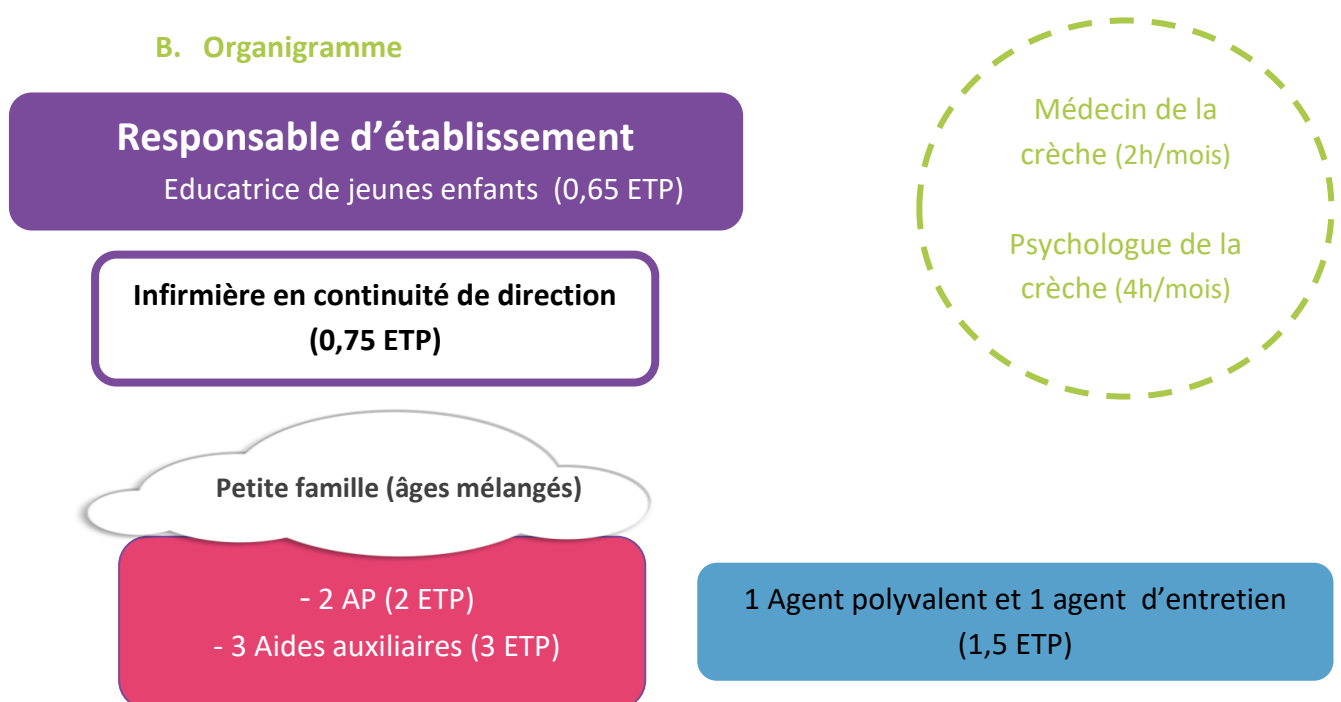 B. Organigramme
Responsable d’établissement
Educatrice de jeunes enfants (0,65 ETP)
Médecin de la
crèche (2h/mois)
Psychologue de la
crèche (4h/mois)
Infirmière en continuité de direction
(0,75 ETP)
Petite famille (âges mélangés)
- 2 AP (2 ETP)
- 3 Aides auxiliaires (3 ETP)
1 Agent polyvalent et 1 agent d’entretien
(1,5 ETP)